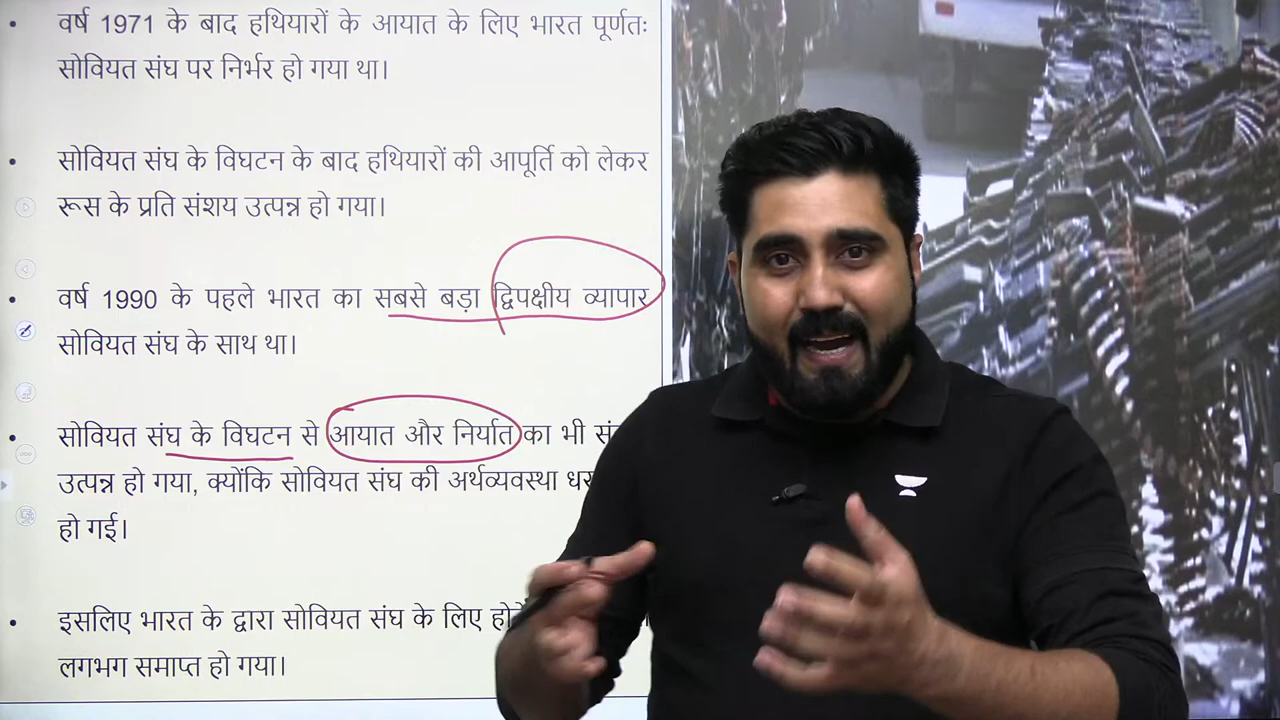 • वर्ष 1971 के बाद हथियारों के आयात के लिए भारत पूर्णतः
सोवियत संघ पर निर्भर हो गया था।
• सोवियत संघ के विघटन के बाद हथियारों की आपूर्ति को लेकर
रूस के प्रति संशय उत्पन्न हो गया।
• वर्ष 1990 के पहले भारत का सबसे बड़ा द्विपक्षीय व्यापार
सोवियत संघ के साथ था।
• सोवियत संघ के विघटन से आयात और निर्यात का भी
उत्पन्न हो गया, क्योंकि सोवियत संघ की अर्थव्यवस्था
हो गई।
• इसलिए भारत के द्वारा सोवियत संघ के लिए
लगभग समाप्त हो गया।